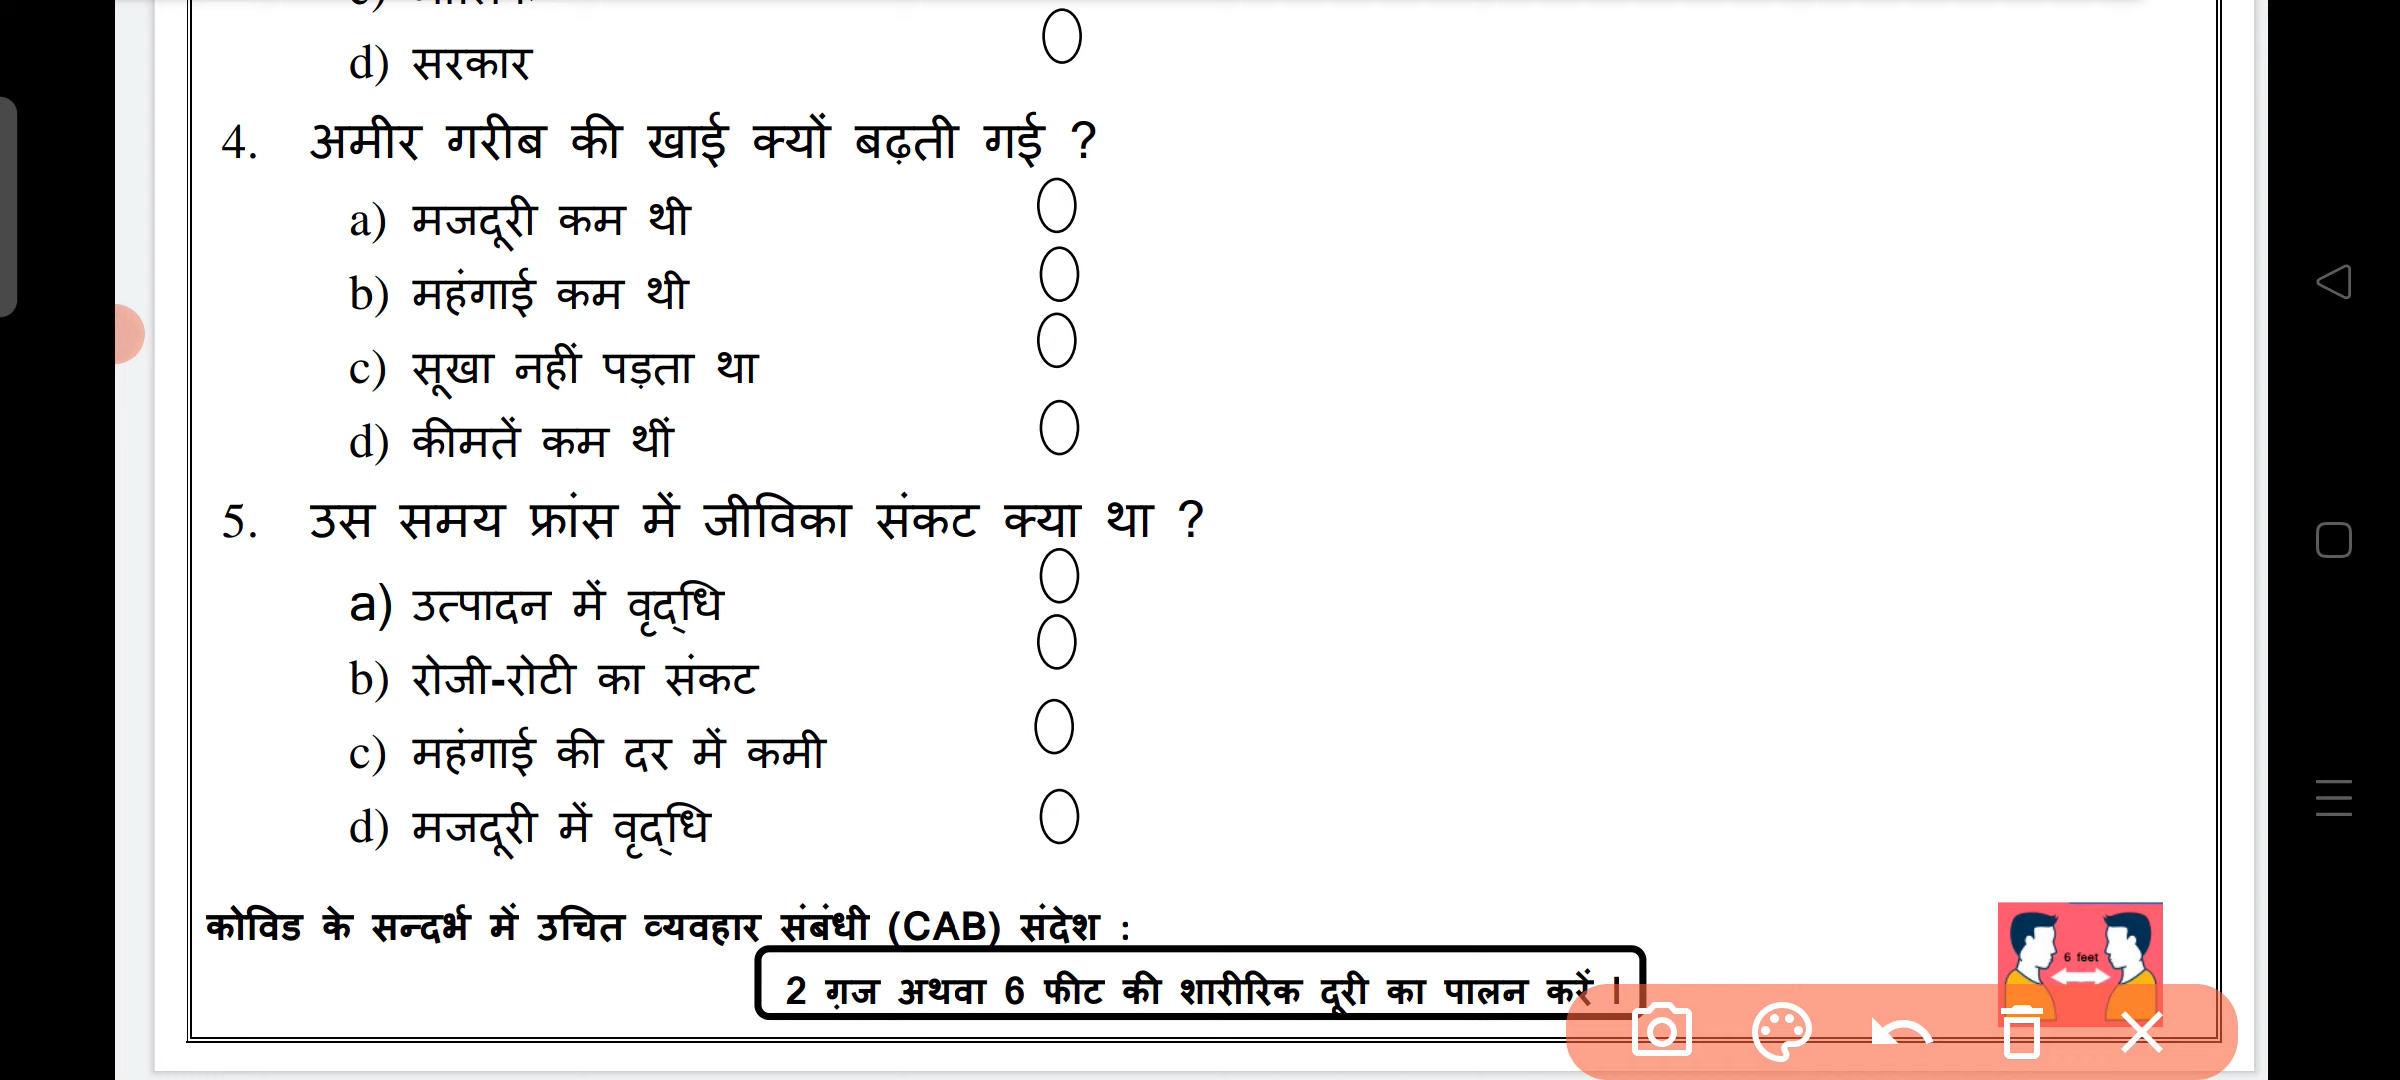 d) सरकार
4. अमीर गरीब की खाई क्यों बढ़ती गई ?
a) मजदूरी कम थी
b) महंगाई कम थी
c) सूखा नहीं पड़ता था
d) कीमतें कम थीं
5. उस समय फ्रांस में जीविका संकट क्या था ?
a) उत्पादन में वृद्धि
b) रोजी-रोटी का संकट
c) महंगाई की दर में कमी
d) मजदूरी में वृद्धि
कोविड के सन्दर्भ में उचित व्यवहार संबंधी (CAB) संदेश :
2 ग़ज अथवा 6 फीट की शारीरिक दूरी का पालन करें ।
6 feet